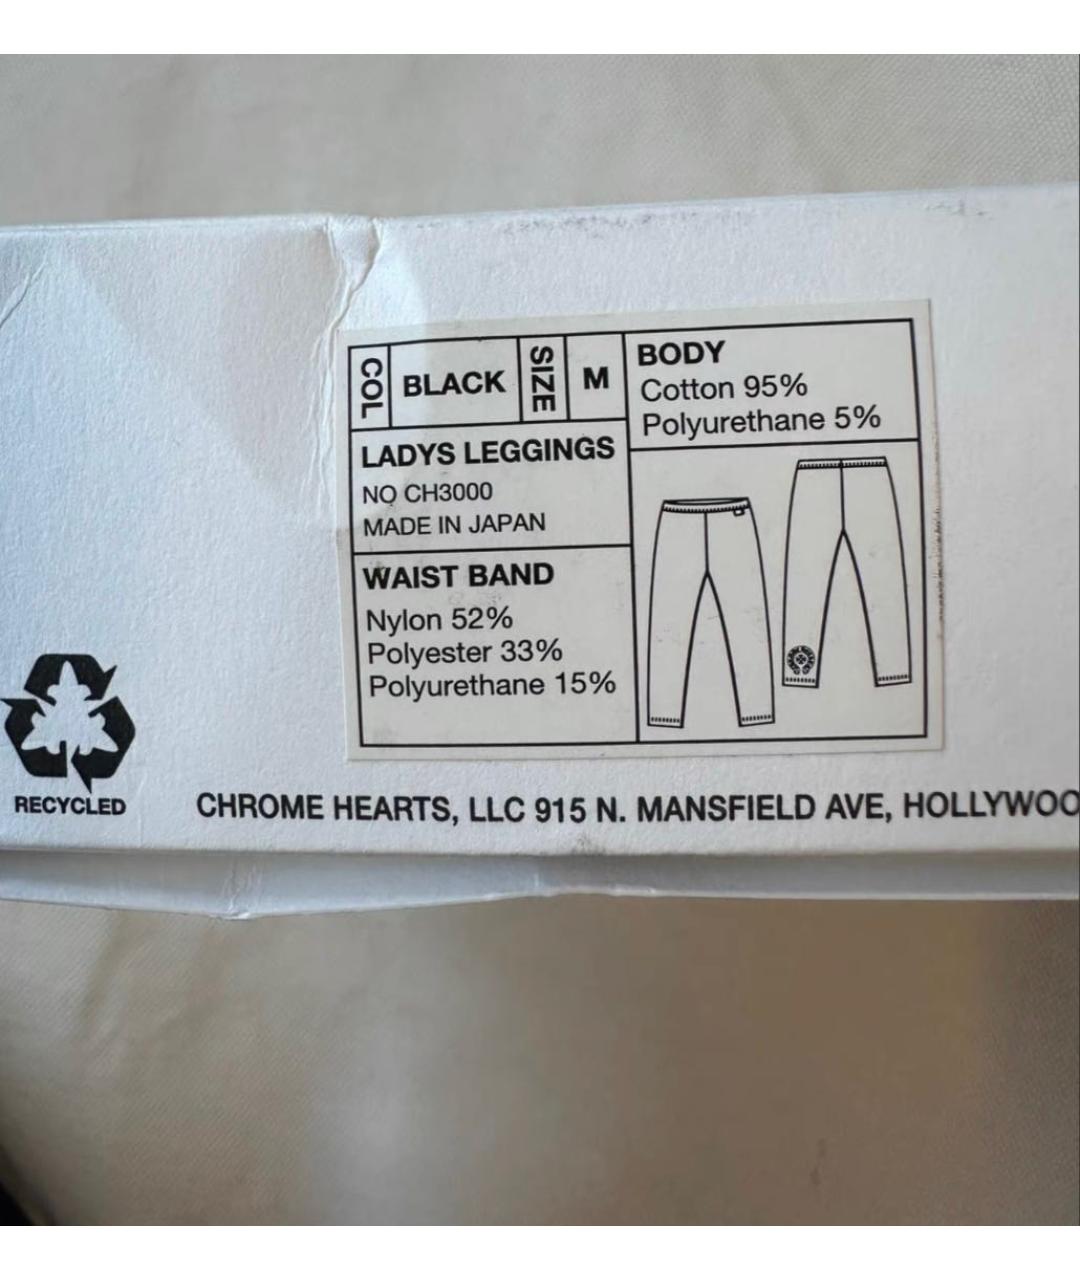 COL BLACK SIZE M
LADYS LEGGINGS
NO CH3000
MADE IN JAPAN
WAIST BAND
Nylon 52%
Polyester 33%
Polyurethane 15%
BODY
Cotton 95%
Polyurethane 5%
RECYCLED
CHROME HEARTS, LLC 915 N. MANSFIELD AVE, HOLLYWOO